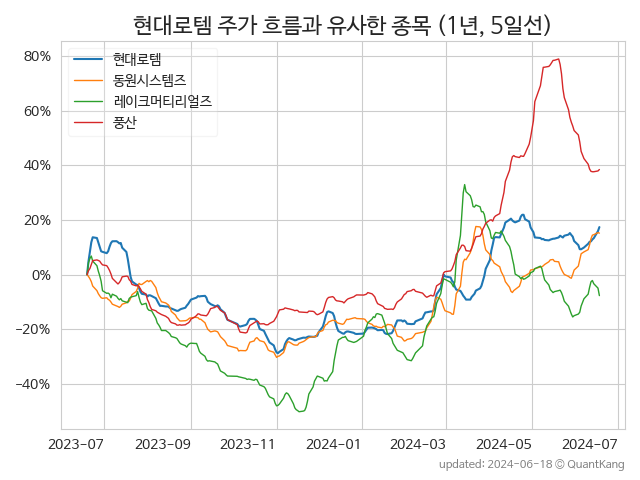 현대로템 주가 흐름과 유사한 종목 (1년, 5일선)
현대로템
동원시스템즈
레이크머티리얼즈
풍산
80%
60%
40%
20%
0%
−20%
−40%
2023-07
2023-09
2023-11
2024-01
2024-03
2024-05
2024-07
updated: 2024-06-18 © QuantKang